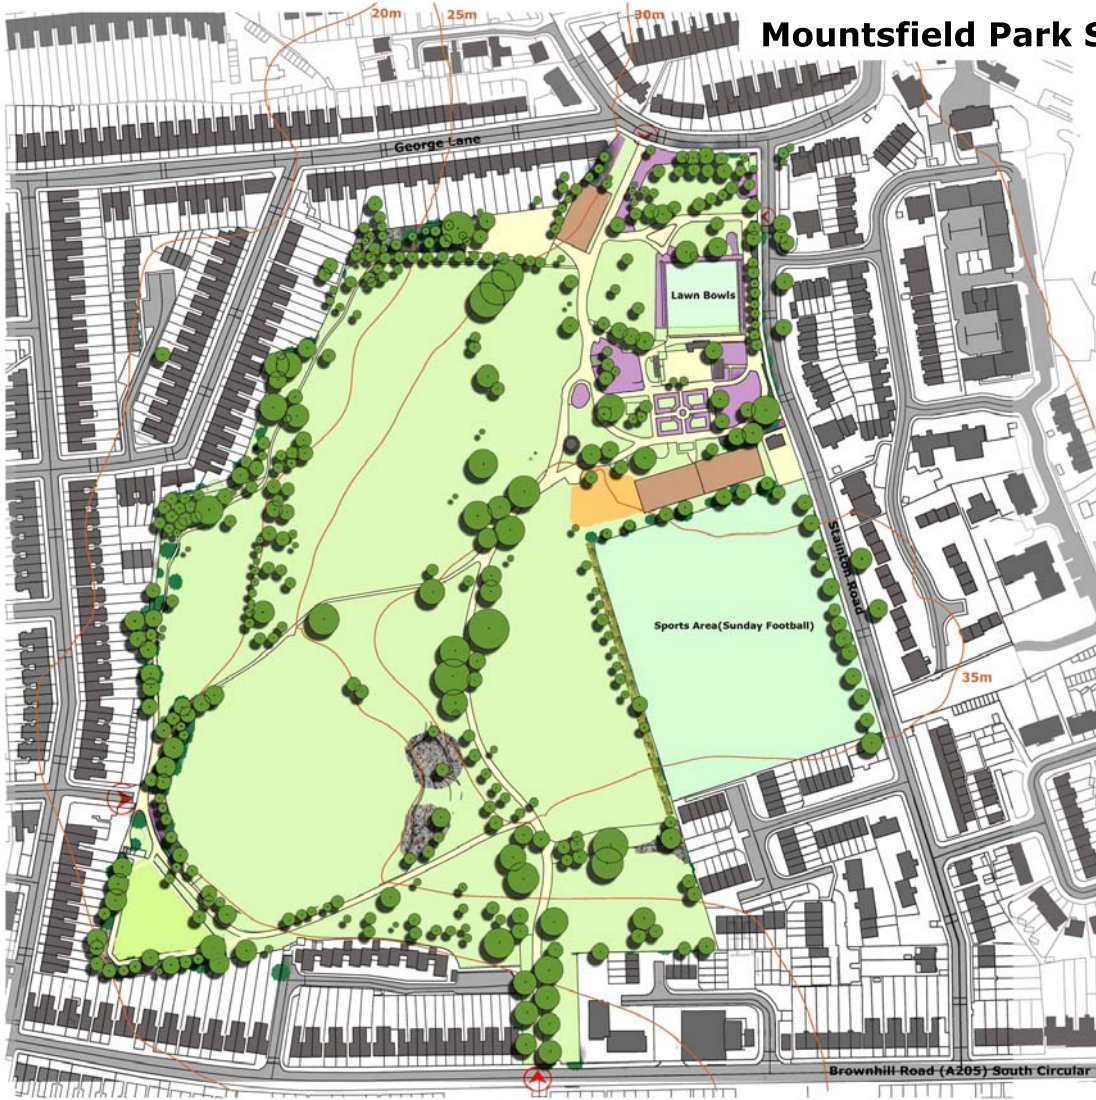 20m
25m
30m
Mountsfield Park S
George Lane
Lawn Bowls
Stainton Road
Sports Area(Sunday Football)
35m
Brownhill Road (A205) South Circular